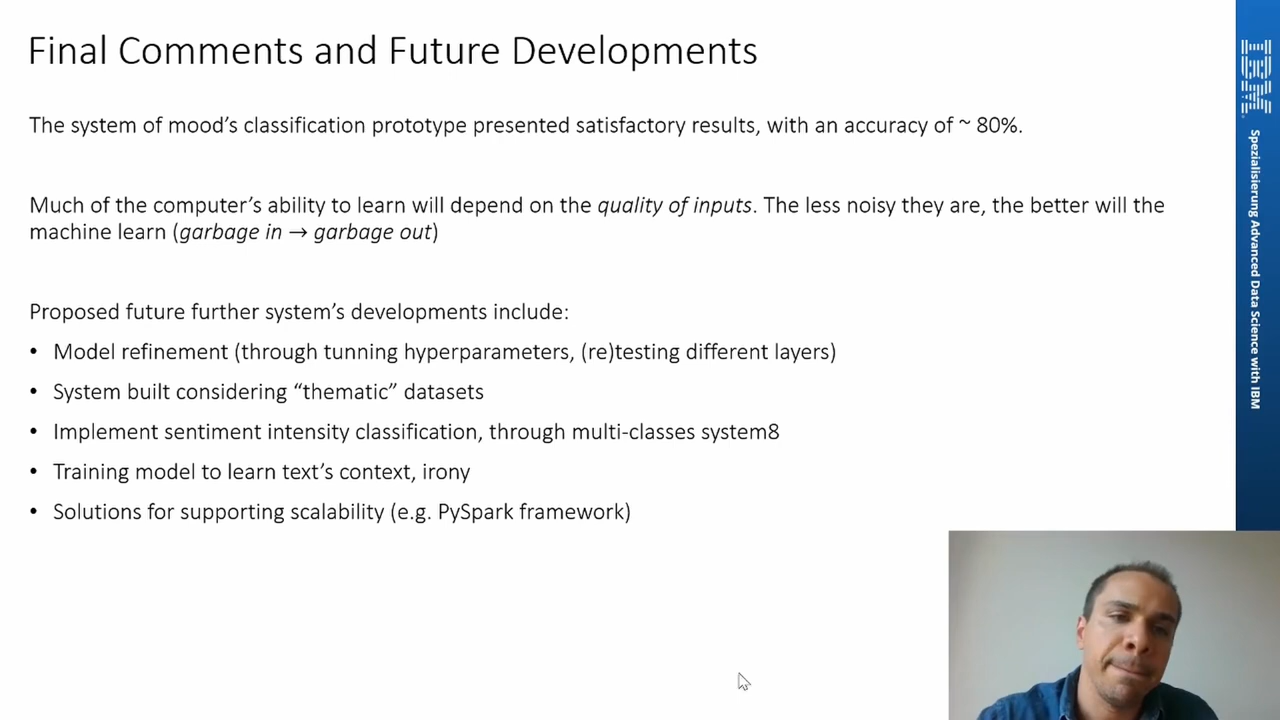 Final Comments and Future Developments
The system of mood’s classification prototype presented satisfactory results, with an accuracy of ~ 80%.
Much of the computer’s ability to learn will depend on the quality of inputs. The less noisy they are, the better will the
machine learn (garbage in → garbage out)
Proposed future further system’s developments include:
• Model refinement (through tunning hyperparameters, (re)testing different layers)
• System built considering “thematic” datasets
• Implement sentiment intensity classification, through multi-classes system8
• Training model to learn text’s context, irony
• Solutions for supporting scalability (e.g. PySpark framework)
IBM
Spezialisierung Advanced Data Science with IBM